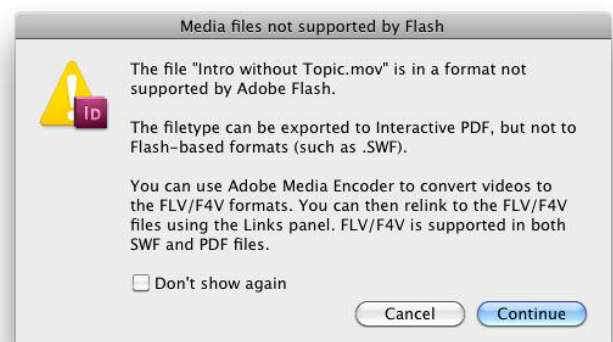 Media files not supported by Flash
The file "Intro without Topic.mov" is in a format not
supported by Adobe Flash.
The filetype can be exported to Interactive PDF, but not to
Flash-based formats (such as .SWF).
You can use Adobe Media Encoder to convert videos to
the FLV/F4V formats. You can then relink to the FLV/F4V
files using the Links panel. FLV/F4V is supported in both
SWF and PDF files.
Don't show again
Cancel Continue
ID